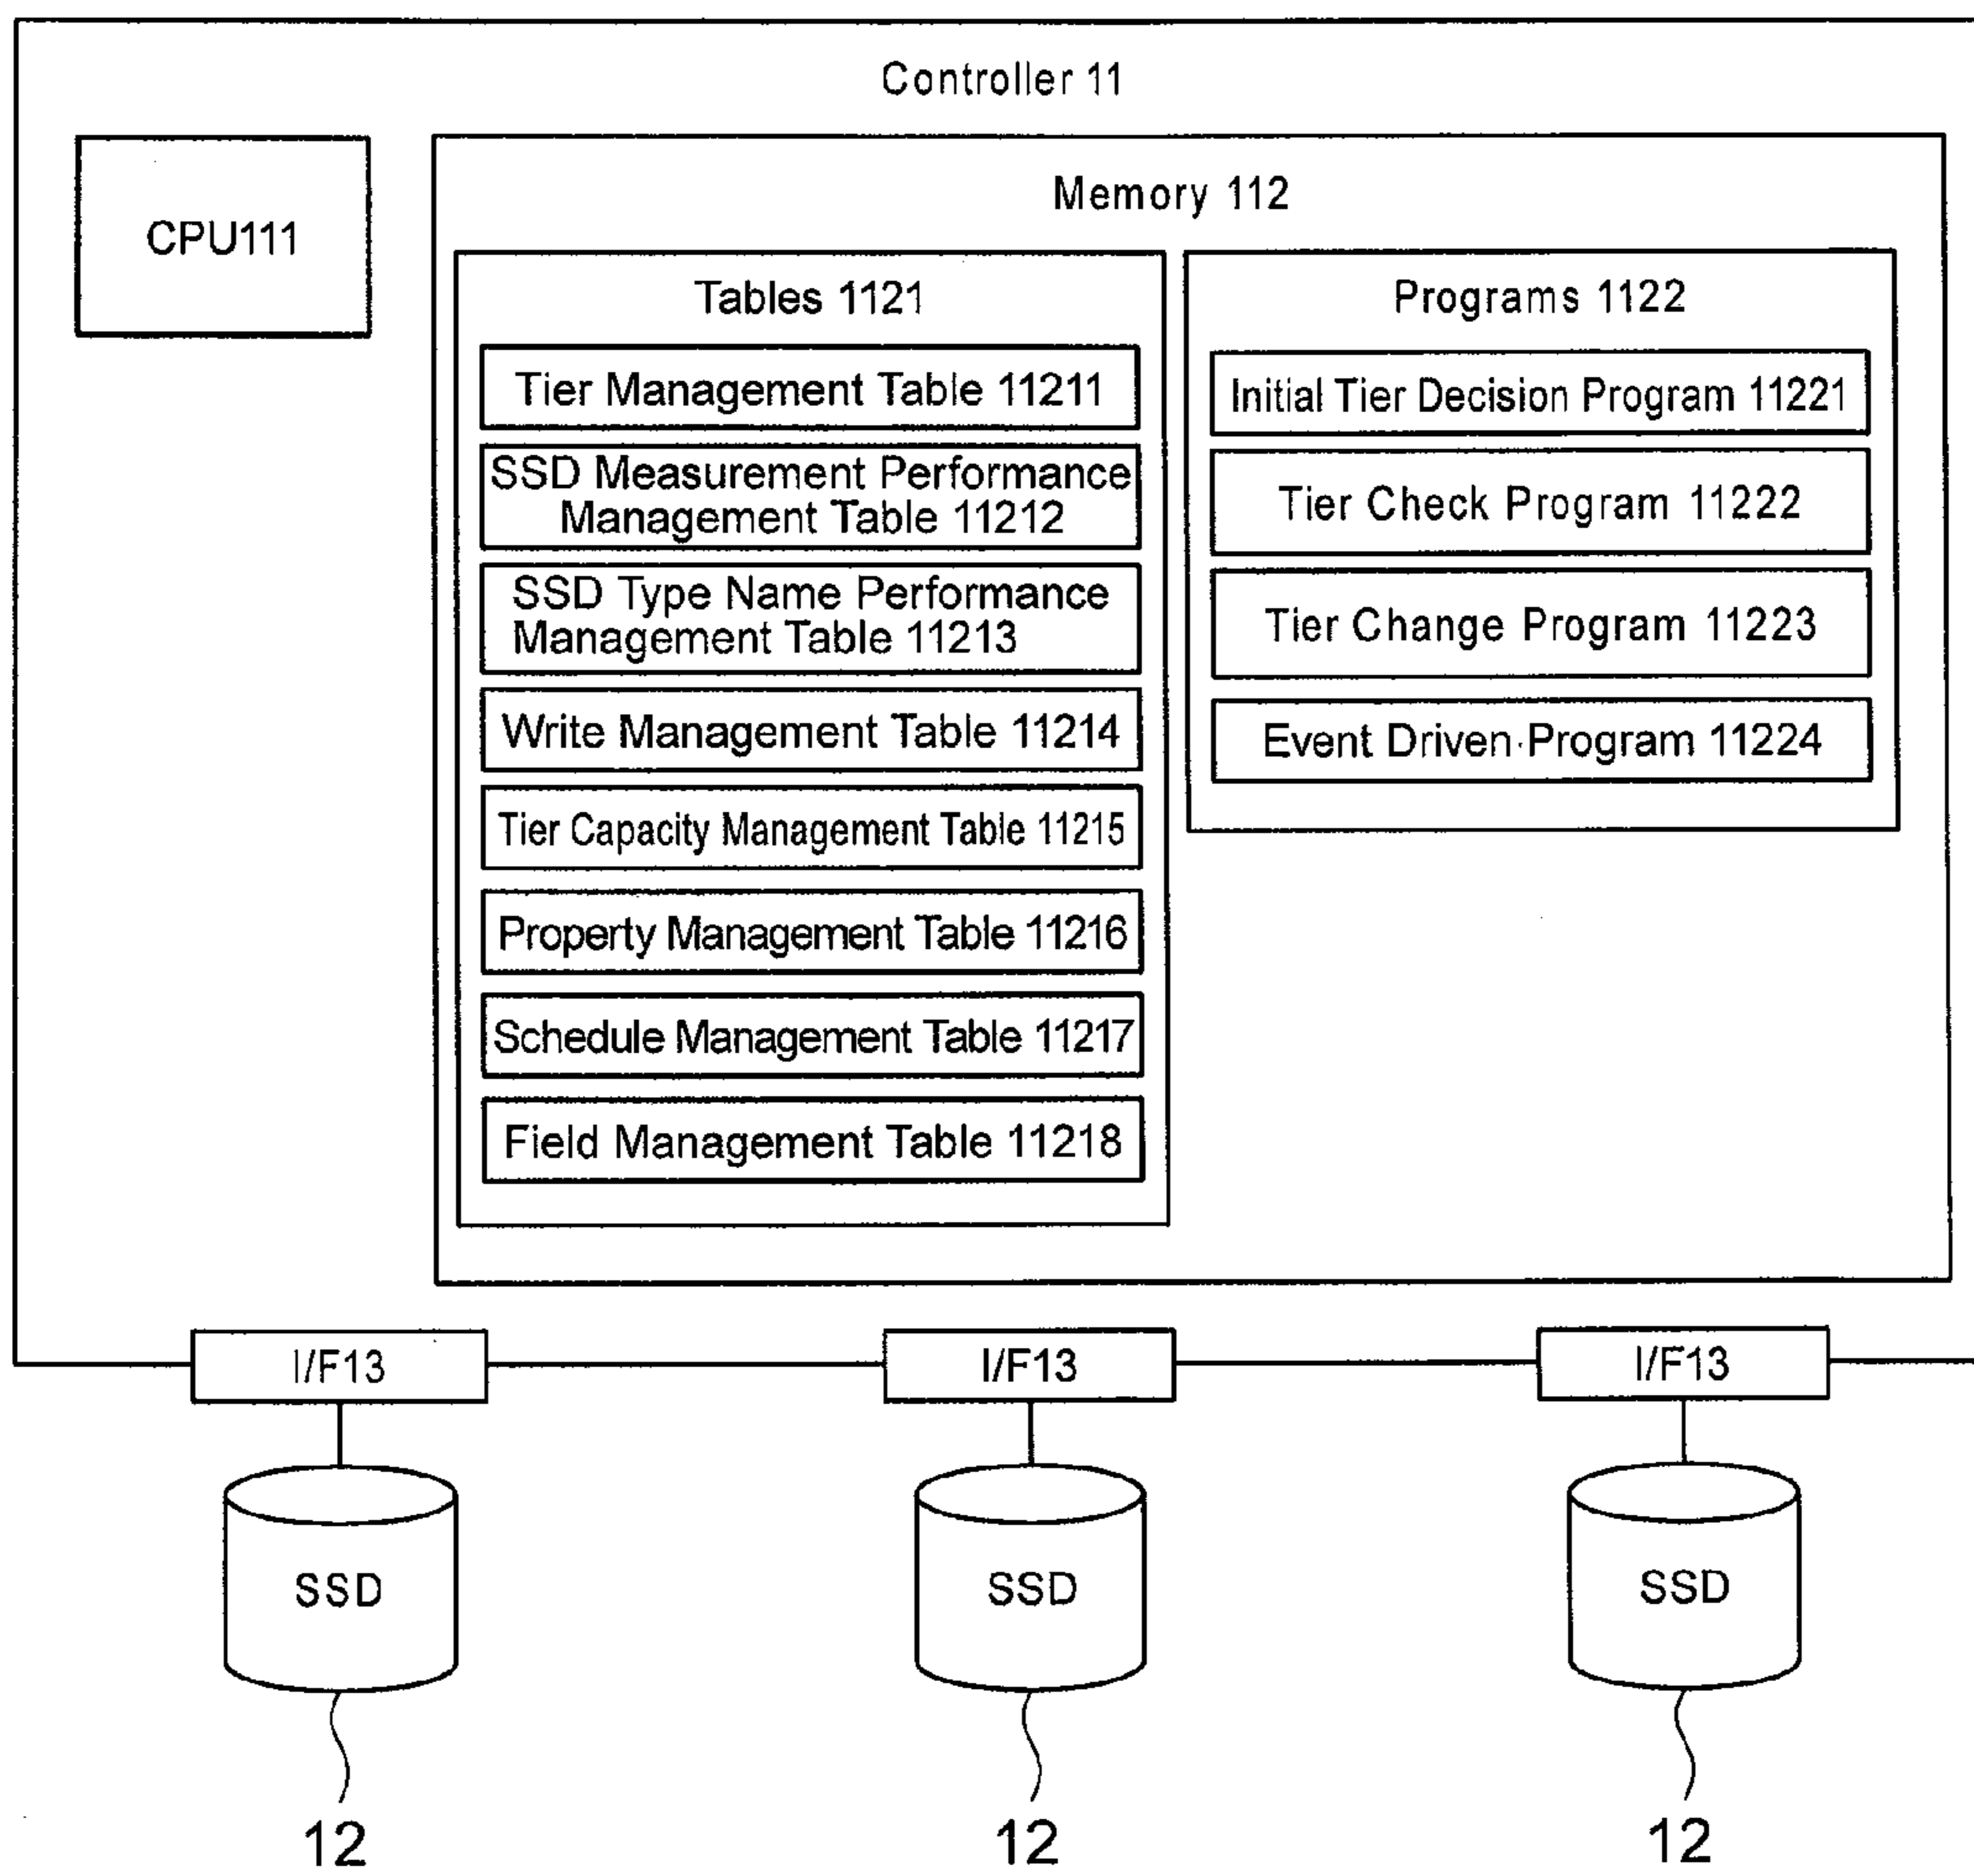 Controller 11
CPU111
Memory 112
Tables 1121
Tier Management Table 11211
SSD Measurement Performance
Management Table 11212
SSD Type Name Performance
Management Table 11213
Write Management Table 11214
Tier Capacity Management Table 11215
Property Management Table 11216
Schedule Management Table 11217
Field Management Table 11218
Programs 1122
Initial Tier Decision Program 11221
Tier Check Program 11222
Tier Change Program 11223
Event Driven Program 11224
I/F13
I/F13
I/F13
SSD
SSD
SSD
12
12
12